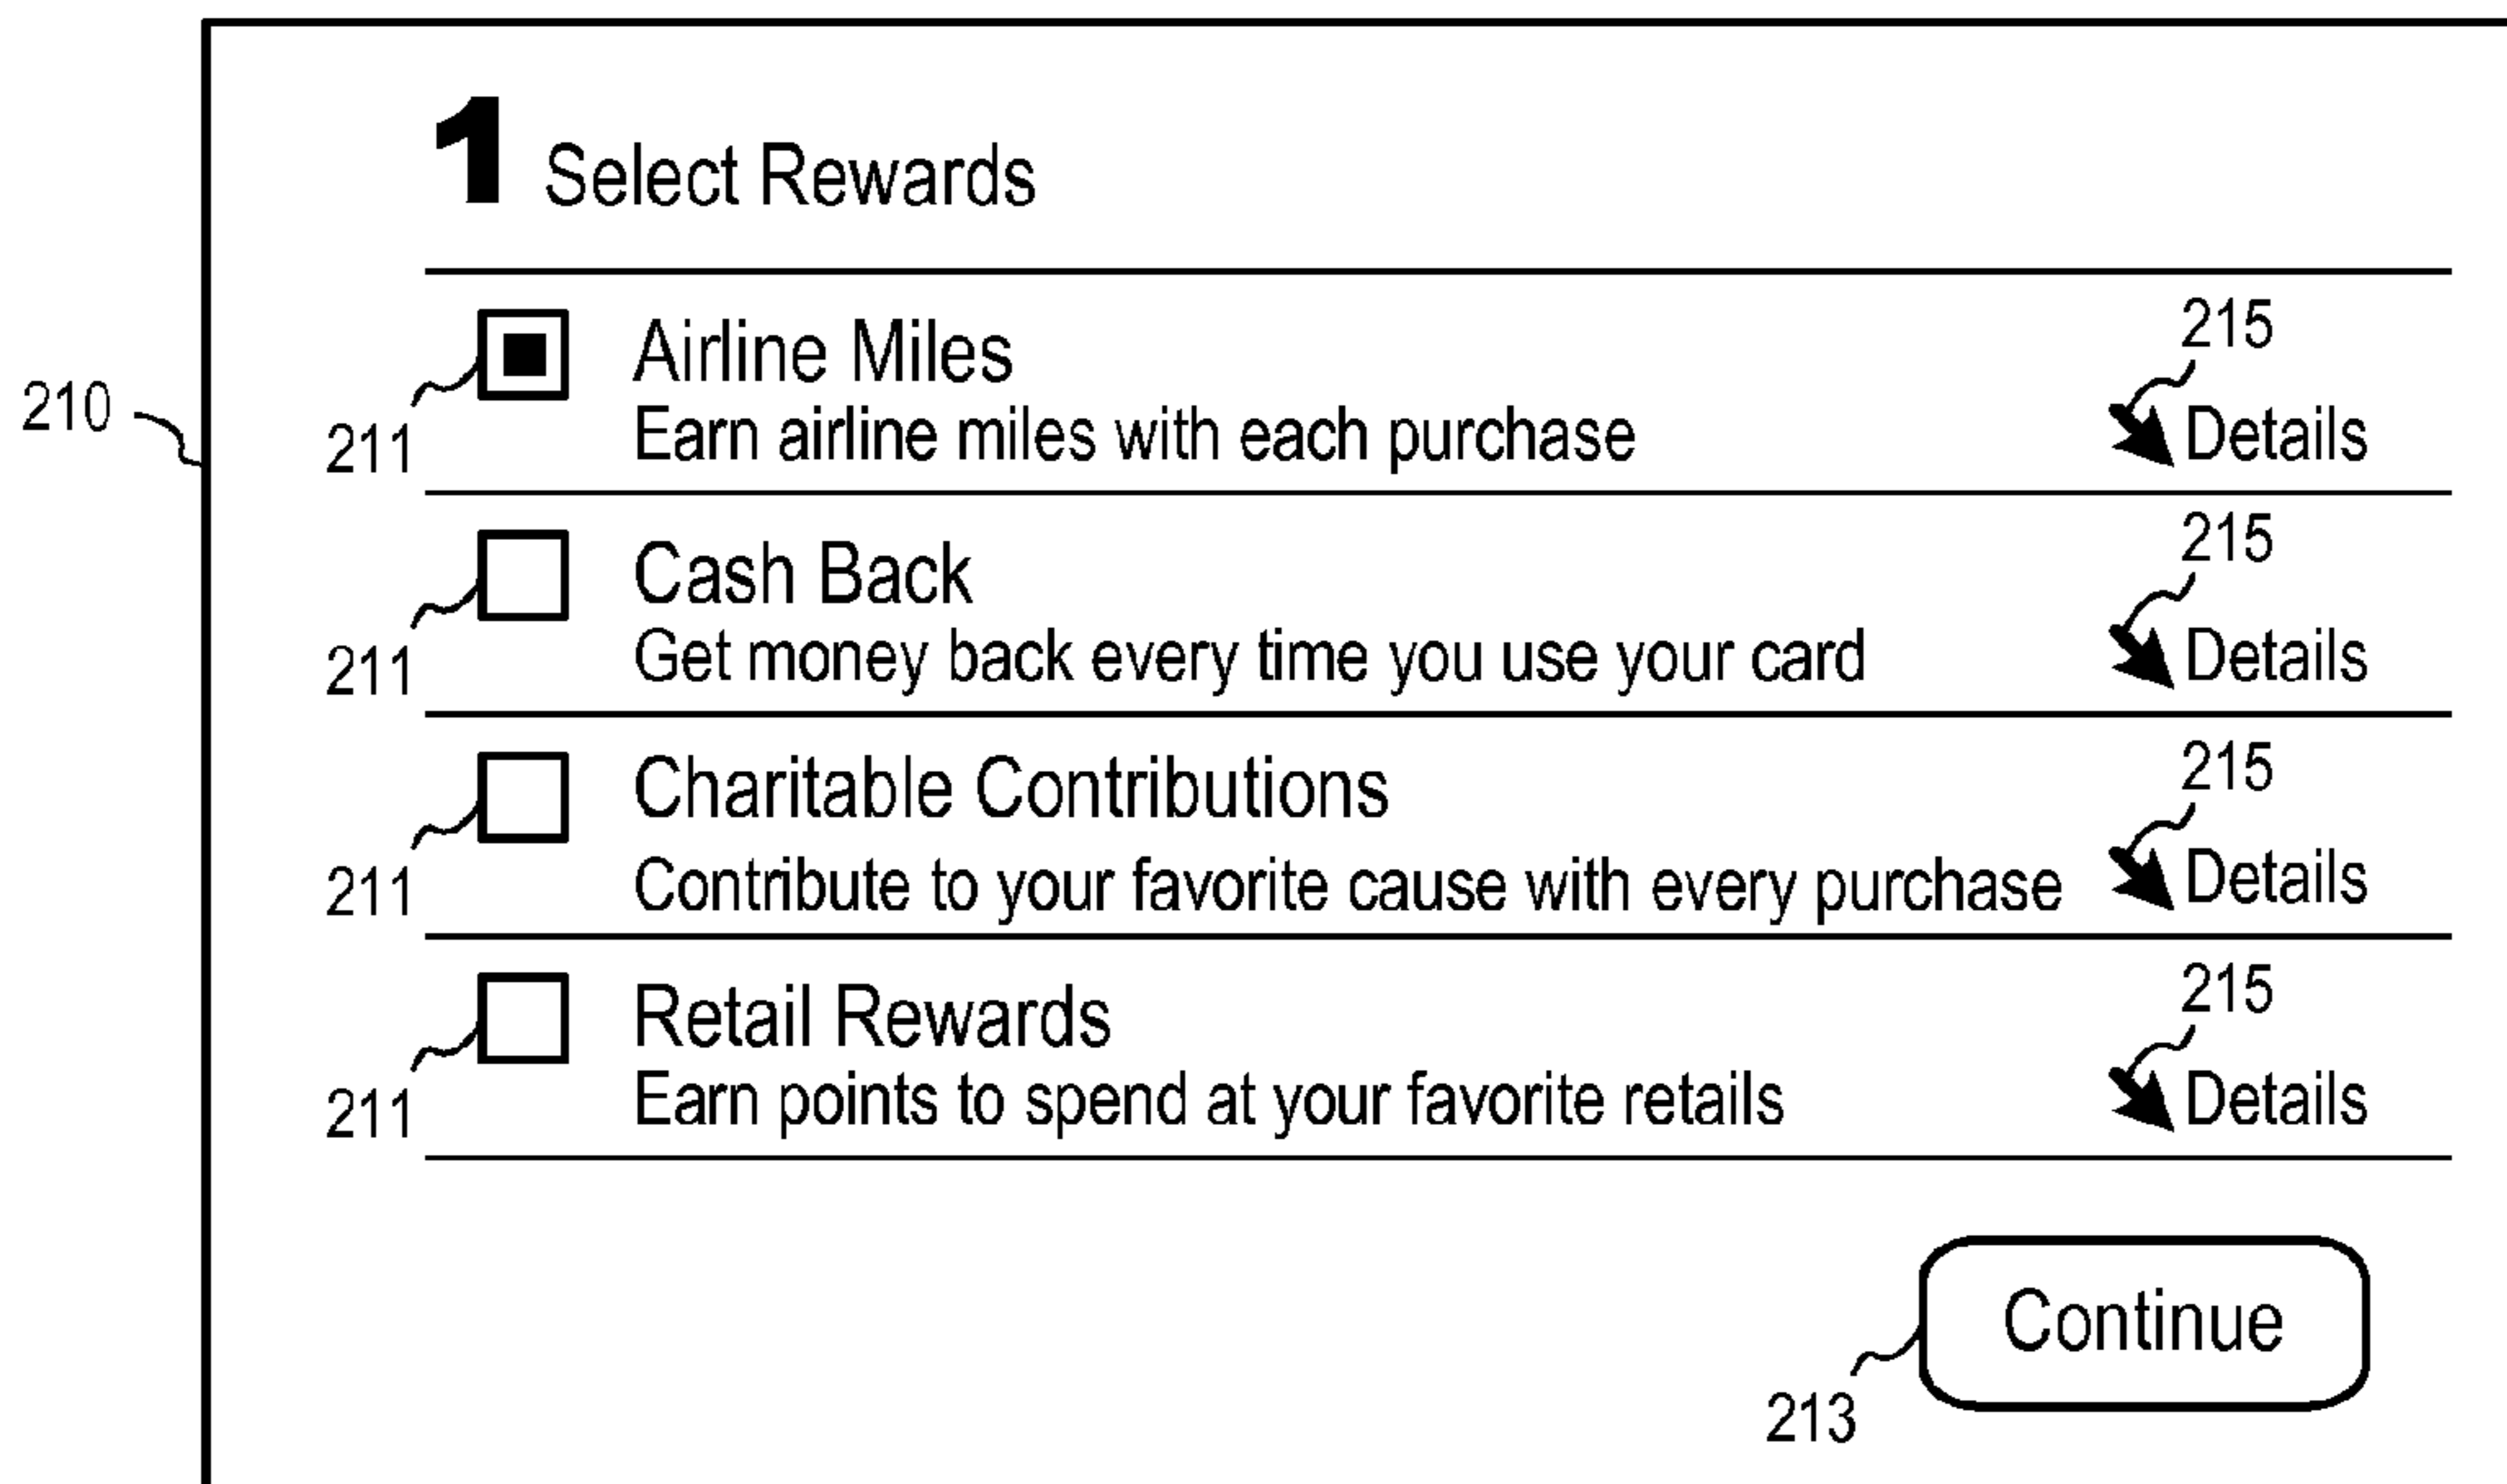 1 Select Rewards
215
Airline Miles
210
211
Earn airline miles with each purchase Details
215
Cash Back
Get money back every time you use your card Details
211
215
Charitable Contributions
211
Contribute to your favorite cause with every purchase Details
215
Retail Rewards
211
Earn points to spend at your favorite retails Details
Continue
213